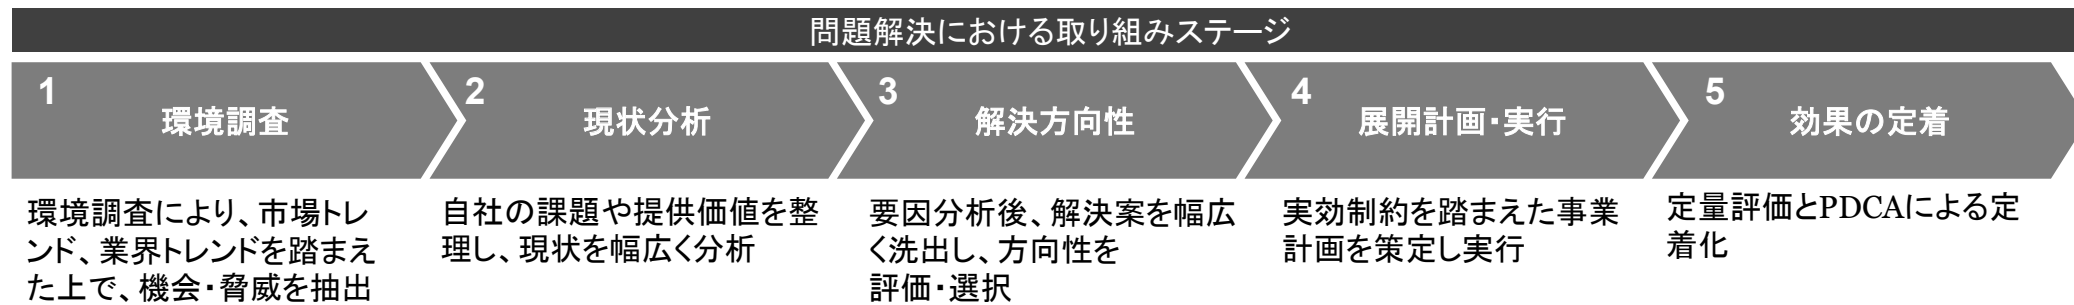 問題解決における取り組みステージ
1
環境調査
2
現状分析
3
解決方向性
4
展開計画・実行
5
効果の定着
環境調査により、市場トレ
ンド、業界トレンドを踏まえ
た上で、機会・脅威を抽出
自社の課題や提供価値を整
理し、現状を幅広く分析
要因分析後、解決案を幅広
く洗出し、方向性を
評価・選択
実効制約を踏まえた事業
計画を策定し実行
定量評価とPDCAによる定
着化